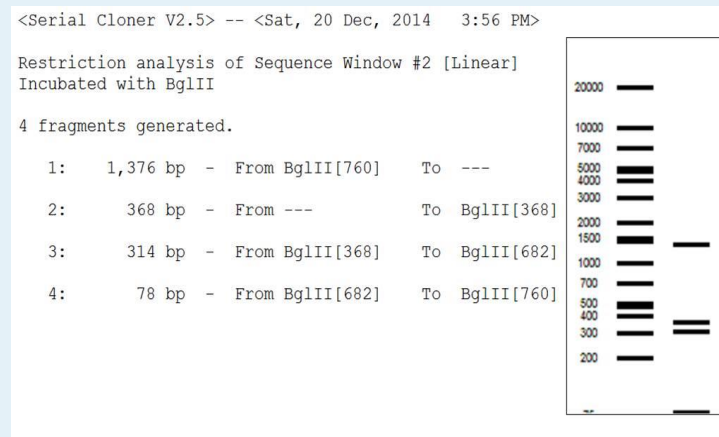 <Serial Cloner V2.5> -- <Sat, 20 Dec, 2014   3:56 PM>
Restriction analysis of Sequence Window #2 [Linear]
Incubated with BglII
4 fragments generated.
1: 1,376 bp - From BglII[760] To ---
2: 368 bp - From --- To BglII[368]
3: 314 bp - From BglII[368] To BglII[682]
4: 78 bp - From BglII[682] To BglII[760]
20000
10000
7000
5000
4000
3000
2000
1500
1000
700
500
400
300
200